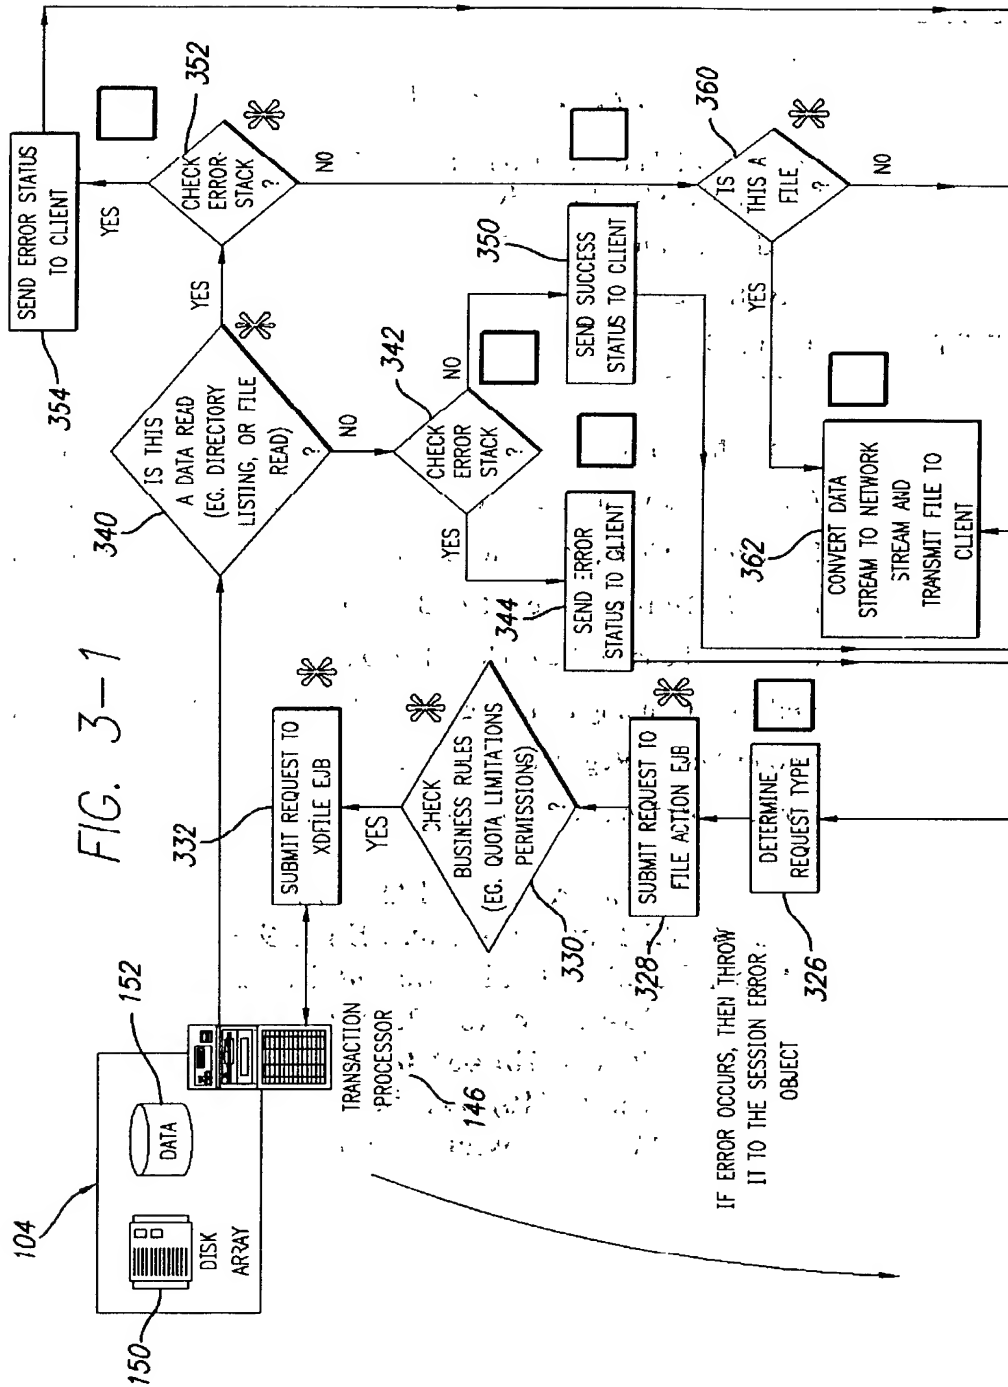 FIG. 3-1
104
152
DATA
150
DISK
ARRAY
TRANSACTION
PROCESSOR
146
332
SUBMIT REQUEST TO
XDFILE EJB
YES
CHECK
BUSINESS RULES
(EG. QUOTA LIMITATIONS
PERMISSIONS)
?
330
SUBMIT REQUEST TO
FILE ACTION EJB
328
DETERMINE
REQUEST TYPE
326
IF ERROR OCCURS, THEN THROW
IT TO THE SESSION ERROR
OBJECT
340
IS THIS
A DATA READ
(EG. DIRECTORY
LISTING, OR FILE
READ)
?
YES
NO
354
SEND ERROR STATUS
TO CLIENT
YES
352
CHECK
ERROR
STACK
?
NO
342
CHECK
ERROR
STACK
?
YES
NO
344
SEND ERROR
STATUS TO CLIENT
350
SEND SUCCESS
STATUS TO CLIENT
360
IS
THIS A
FILE
?
YES
NO
362
CONVERT DATA
STREAM TO NETWORK
STREAM AND
TRANSMIT FILE TO
CLIENT